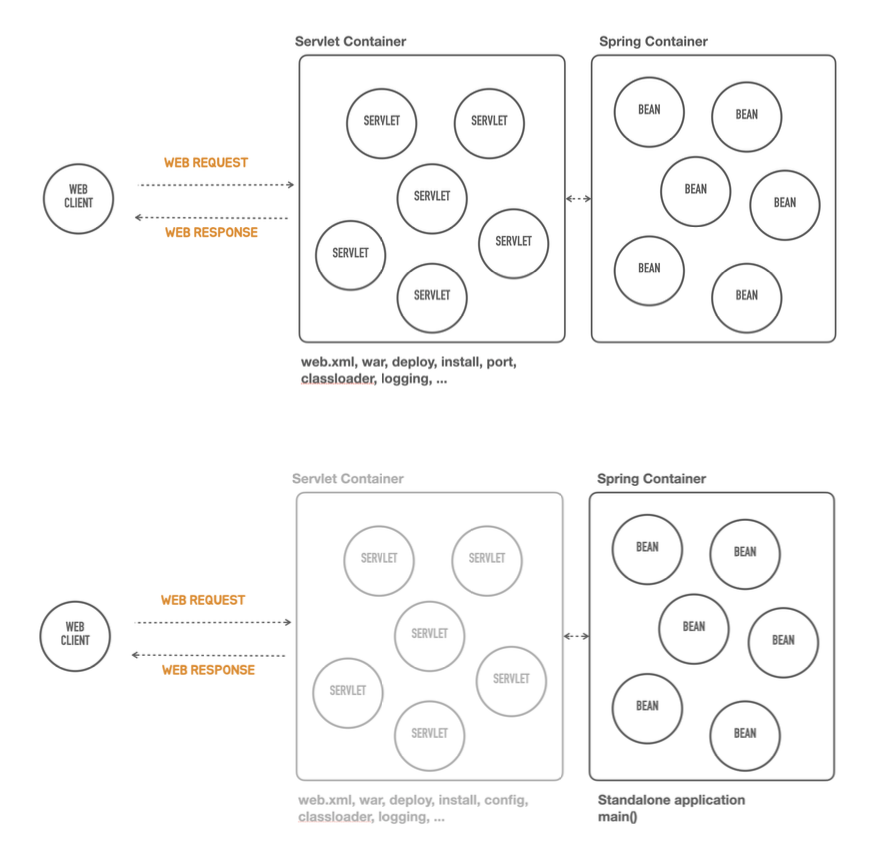 Servlet Container
Spring Container
SERVLET
SERVLET
BEAN
BEAN
WEB REQUEST
WEB
CLIENT
SERVLET
BEAN
BEAN
WEB RESPONSE
SERVLET
SERVLET
BEAN
SERVLET
BEAN
web.xml, war, deploy, install, port,
classloader, logging, ...
Servlet Container
Spring Container
SERVLET
SERVLET
BEAN
BEAN
WEB REQUEST
WEB
CLIENT
SERVLET
BEAN
BEAN
WEB RESPONSE
SERVLET
SERVLET
BEAN
SERVLET
BEAN
web.xml, war, deploy, install, config,
classloader, logging, ...
Standalone application
main()